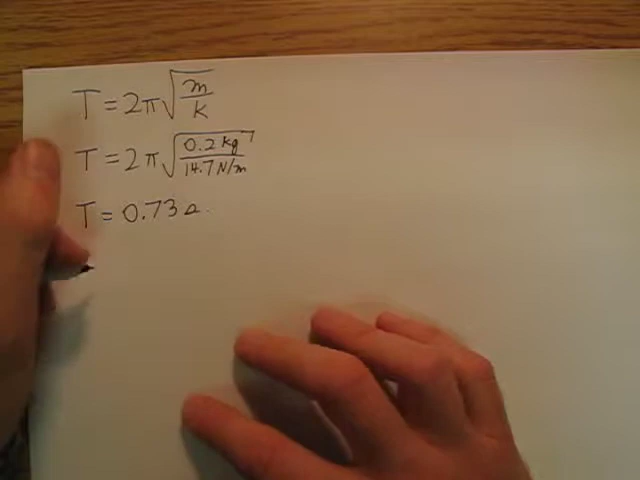 T = 2π√(m/k)
T = 2π√(0.2 kg/14.7 N/m)
T = 0.73 s.